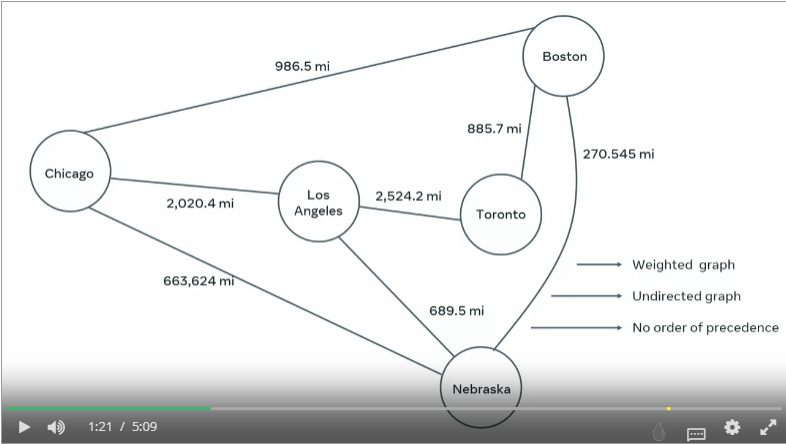 Boston
986.5 mi
885.7 mi
270.545 mi
Chicago
2,020.4 mi
Los
Angeles
2,524.2 mi
Toronto
663,624 mi
689.5 mi
Weighted graph
Undirected graph
No order of precedence
Nebraska
1:21 / 5:09